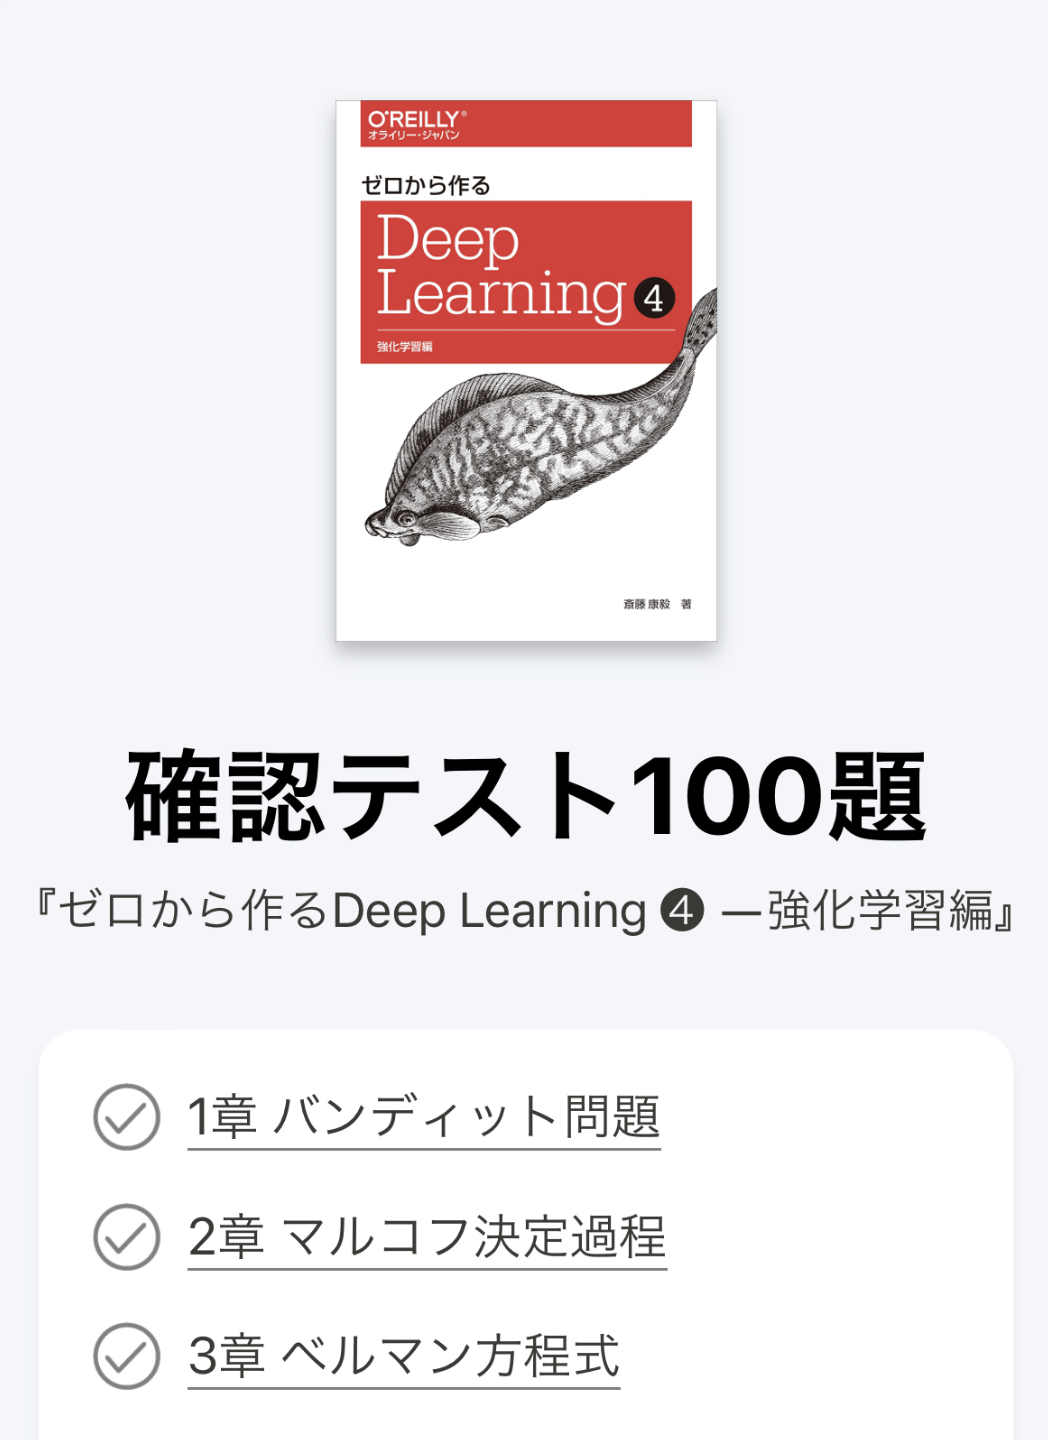 O'REILLY®
オライリー・ジャパン
ゼロから作る
Deep
Learning ❹
強化学習編
斎藤 康毅　著
確認テスト100題
『ゼロから作るDeep Learning ❹ ―強化学習編』
1章 バンディット問題
2章 マルコフ決定過程
3章 ベルマン方程式